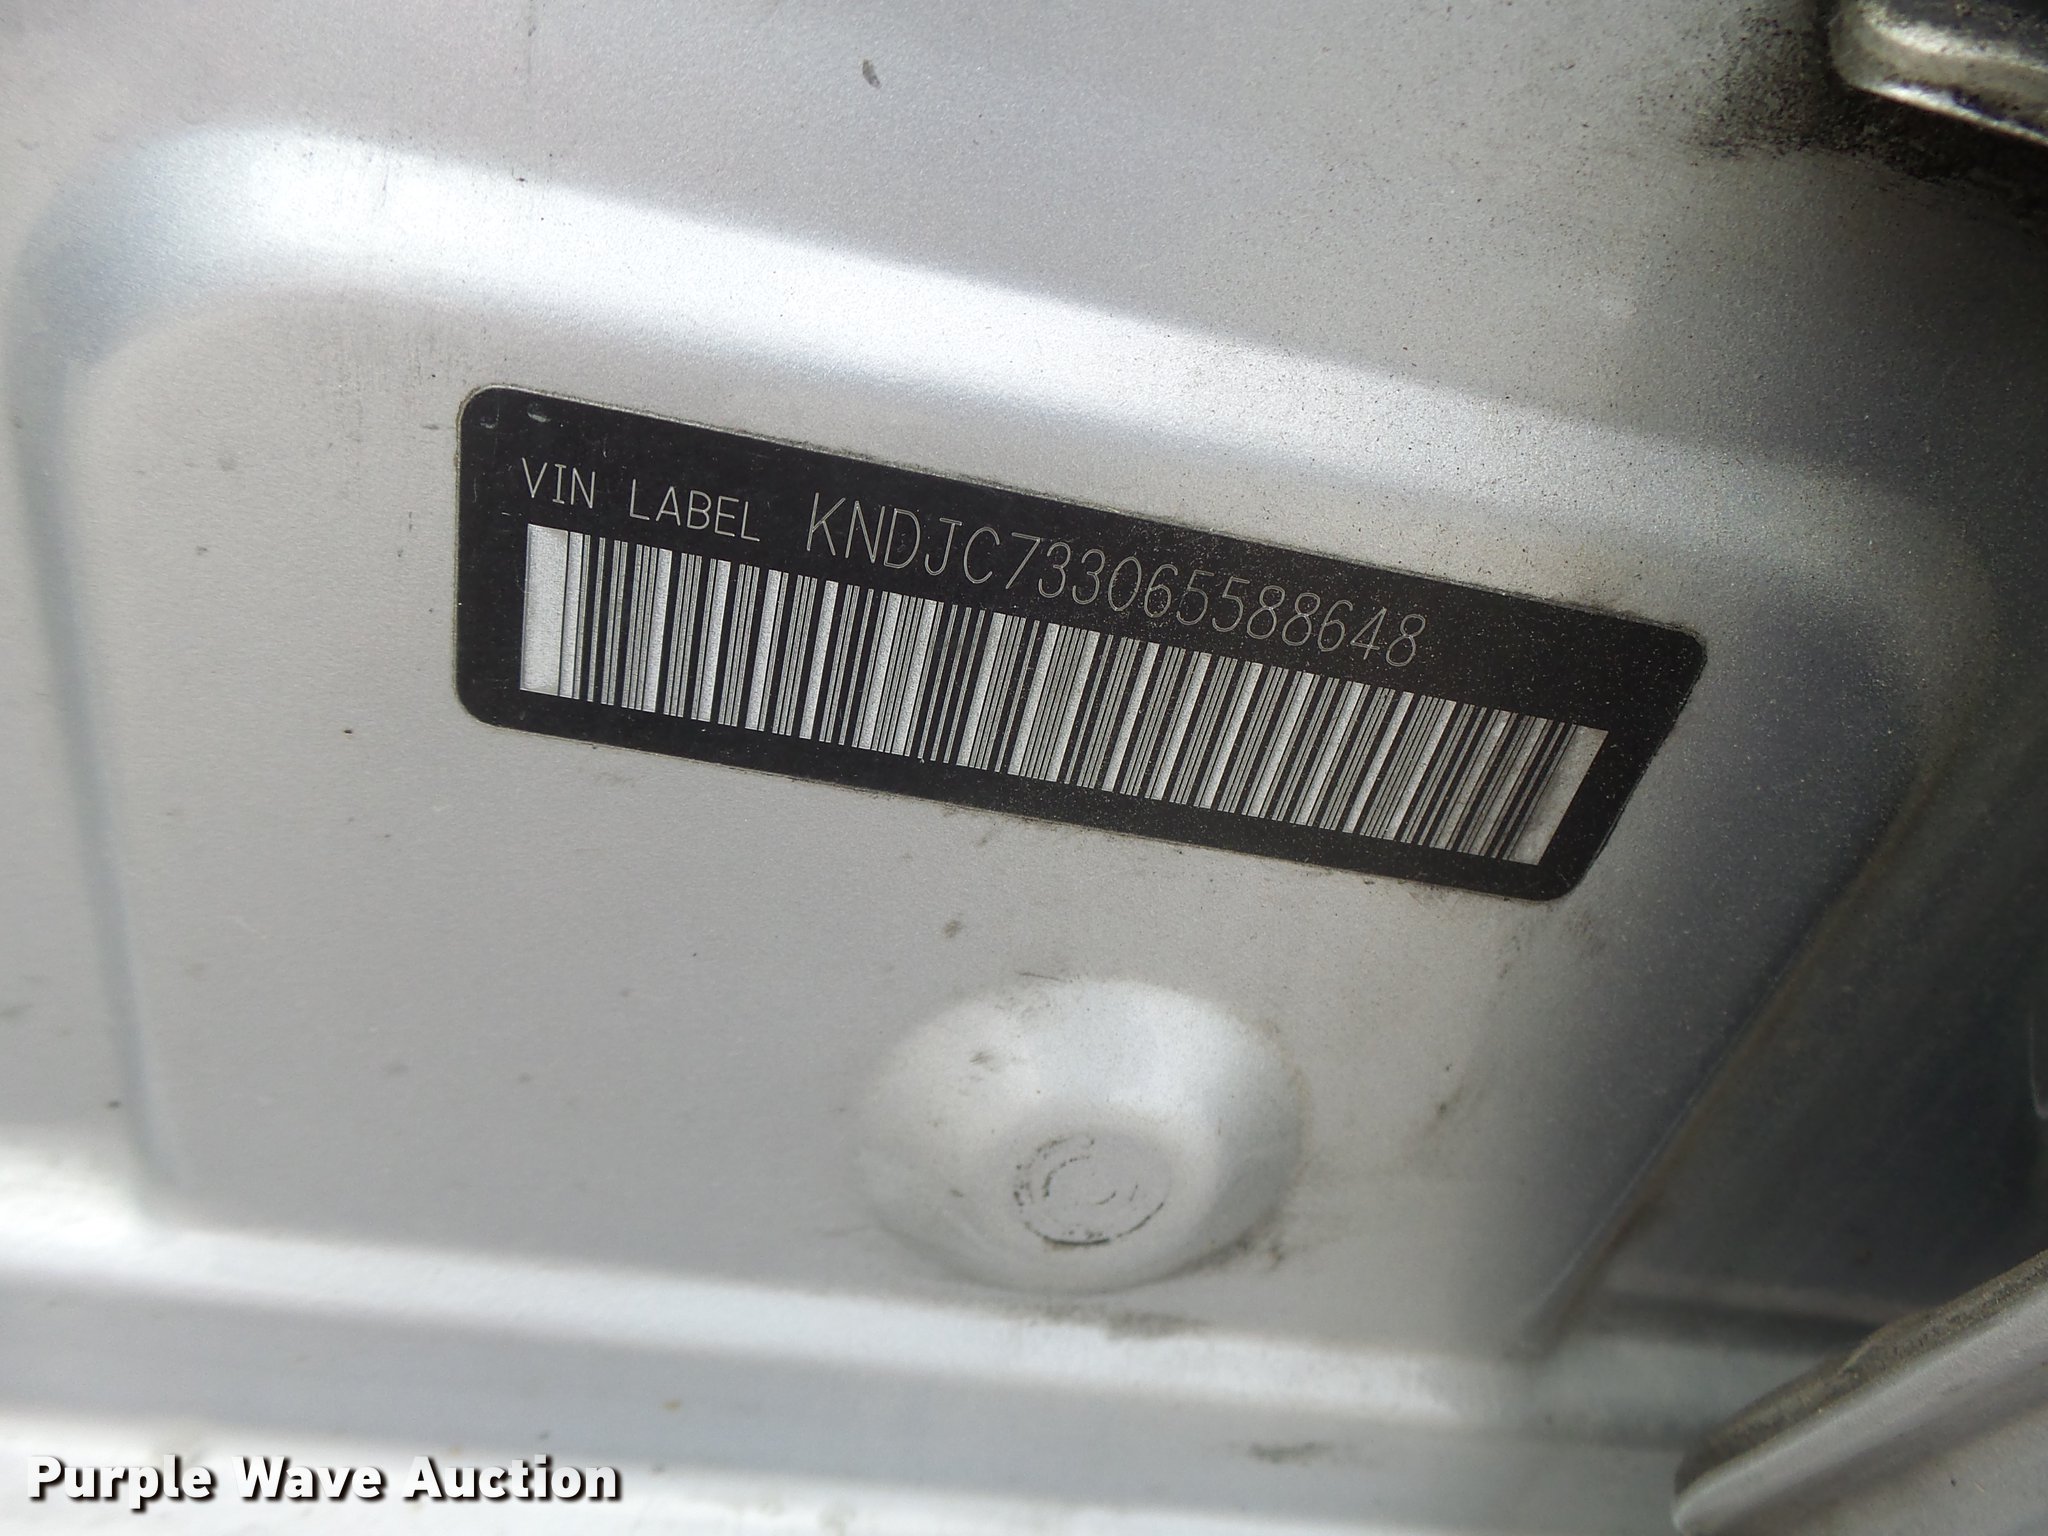 VIN LABEL KNDJC733065588648
Purple Wave Auction